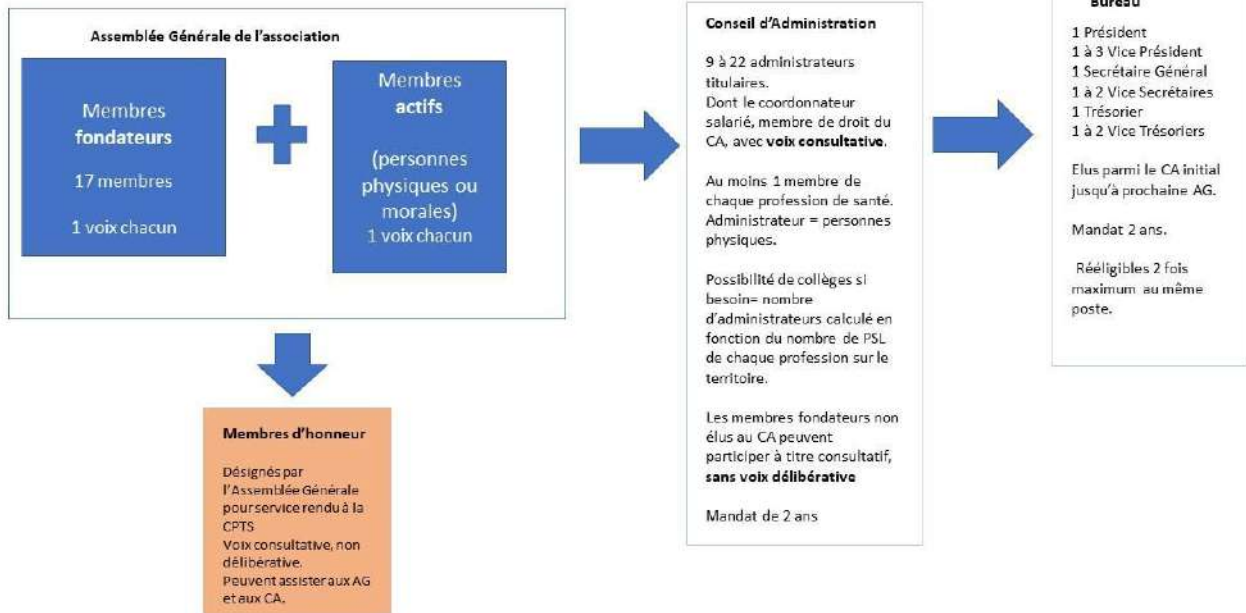 Assemblée Générale de l'association
Membres
fondateurs
17 membres
1 voix chacun
Membres
actifs
(personnes
physiques ou
morales)
1 voix chacun
Membres d'honneur
Désignés par
l'Assemblée Générale
pour service rendu à la
CPTS
Voix consultative, non
délibérative.
Peuvent assister aux AG
et aux CA.
Conseil d'Administration
9 à 22 administrateurs
titulaires.
Dont le coordonnateur
salarié, membre de droit du
CA, avec voix consultative.
Au moins 1 membre de
chaque profession de santé.
Administrateur = personnes
physiques.
Possibilité de collèges si
besoin= nombre
d'administrateurs calculé en
fonction du nombre de PSL
de chaque profession sur le
territoire.
Les membres fondateurs non
élus au CA peuvent
participer à titre consultatif,
sans voix délibérative
Mandat de 2 ans
Bureau
1 Président
1 à 3 Vice Président
1 Secrétaire Général
1 à 2 Vice Secrétaires
1 Trésorier
1 à 2 Vice Trésoriers
Elus parmi le CA initial
jusqu'à prochaine AG.
Mandat 2 ans.
Rééligibles 2 fois
maximum au même
poste.